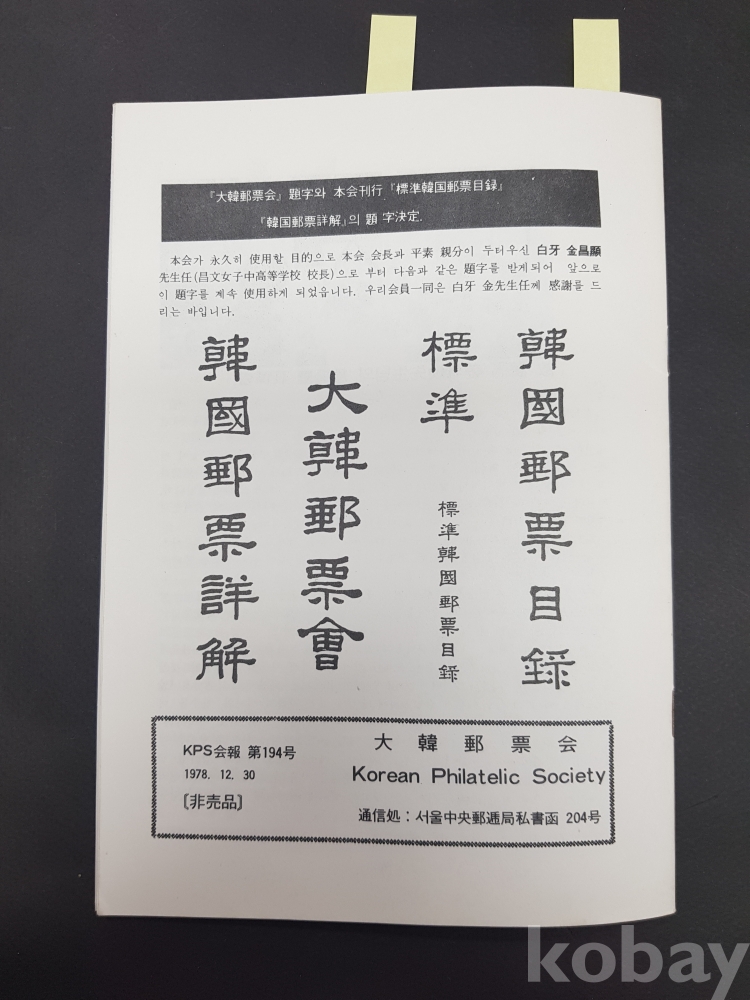 『大韓郵票会』 題字와 本会刊行 『標準韓国郵票目録』
『韓国郵票詳解』의 題 字決定.
本会가 永久히 使用할 目的으로 本会 会長과 平素 親分이 두터우신 白牙 金昌顯
先生任(昌文女子中高等学校 校長)으로 부터 다음과 같은 題字를 받게되어 앞으로
이 題字를 계속 使用하게 되었읍니다. 우리会員一同은 白牙 金先生任께 感謝를 드
리는 바입니다.
韓國郵票目録
標準
標準韓國郵票目録
大韓郵票會
韓國郵票詳解
KPS会報 第194号
1978. 12. 30
〔非売品〕
大韓郵票会
Korean Philatelic Society
通信処：서울中央郵逓局私書函 204号
kobay